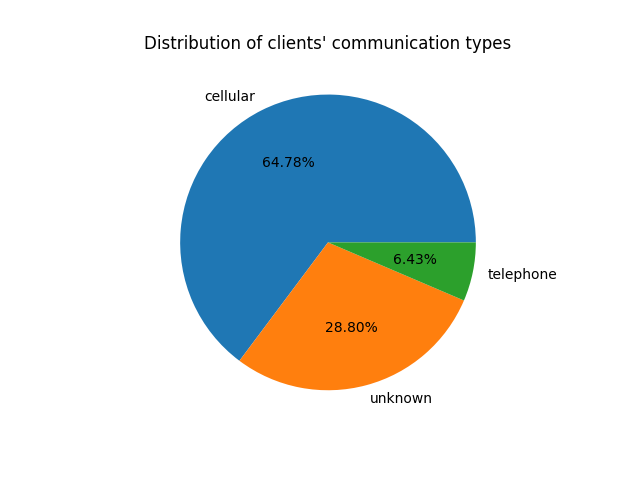 Distribution of clients' communication types
cellular
64.78%
6.43%
telephone
28.80%
unknown